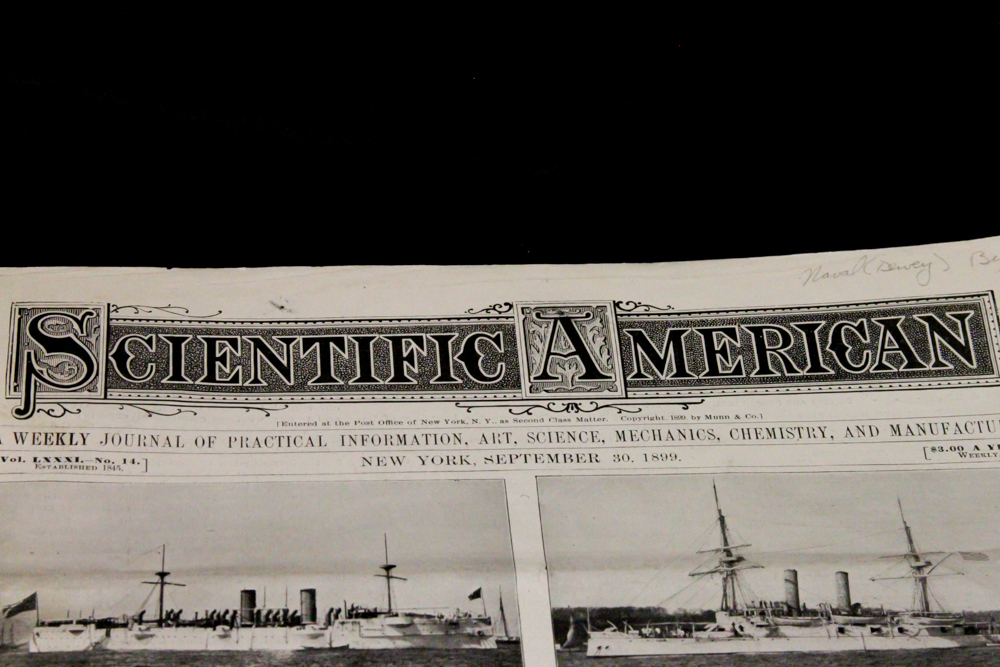 Naval (Dewey)
SCIENTIFIC AMERICAN
[Entered at the Post Office of New York, N. Y., as Second Class Matter. Copyright, 1899, by Munn & Co.]
A WEEKLY JOURNAL OF PRACTICAL INFORMATION, ART, SCIENCE, MECHANICS, CHEMISTRY, AND MANUFACTU
Vol. LXXXI.—No. 14.
ESTABLISHED 1845.
NEW YORK, SEPTEMBER 30, 1899.
[$3.00 A YE
WEEKLY